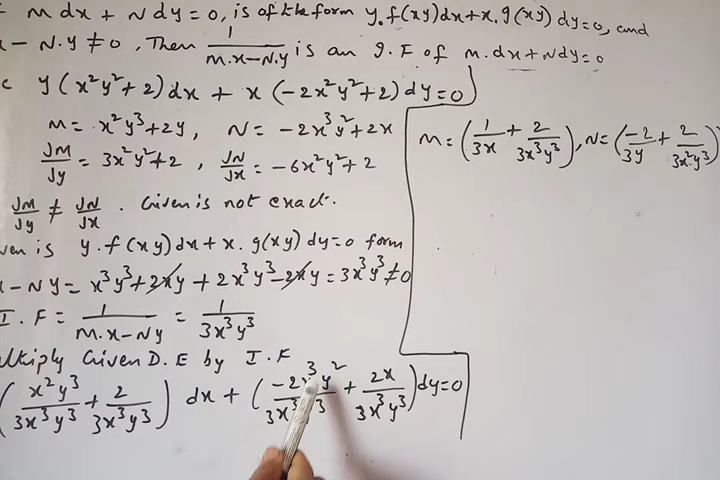 M dx + N dy = 0, is of the form y.f(xy)dx + x.g(xy)dy = 0, and
- N.y ≠ 0, Then 1/(M.x-N.y) is an I.F of M.dx + Ndy = 0
y(x²y²+2)dx + x(-2x²y²+2)dy = 0
M = x²y³+2y, N = -2x³y²+2x
∂M/∂y = 3x²y²+2, ∂N/∂x = -6x²y²+2
∂M/∂y ≠ ∂N/∂x. Given is not exact.
is y.f(xy)dx + x.g(xy)dy = 0 form
- Ny = x³y³+2xy+2x³y³-2xy = 3x³y³ ≠ 0
I.F = 1/(M.x-Ny) = 1/(3x³y³)
Given D.E by I.F
(x²y³/3x³y³ + 2/3x³y³) dx + (-2x³y²/3x³y³ + 2x/3x³y³)dy = 0
M = (1/3x + 2/3x³y³), N = (-2/3y + 2/3x²y³)